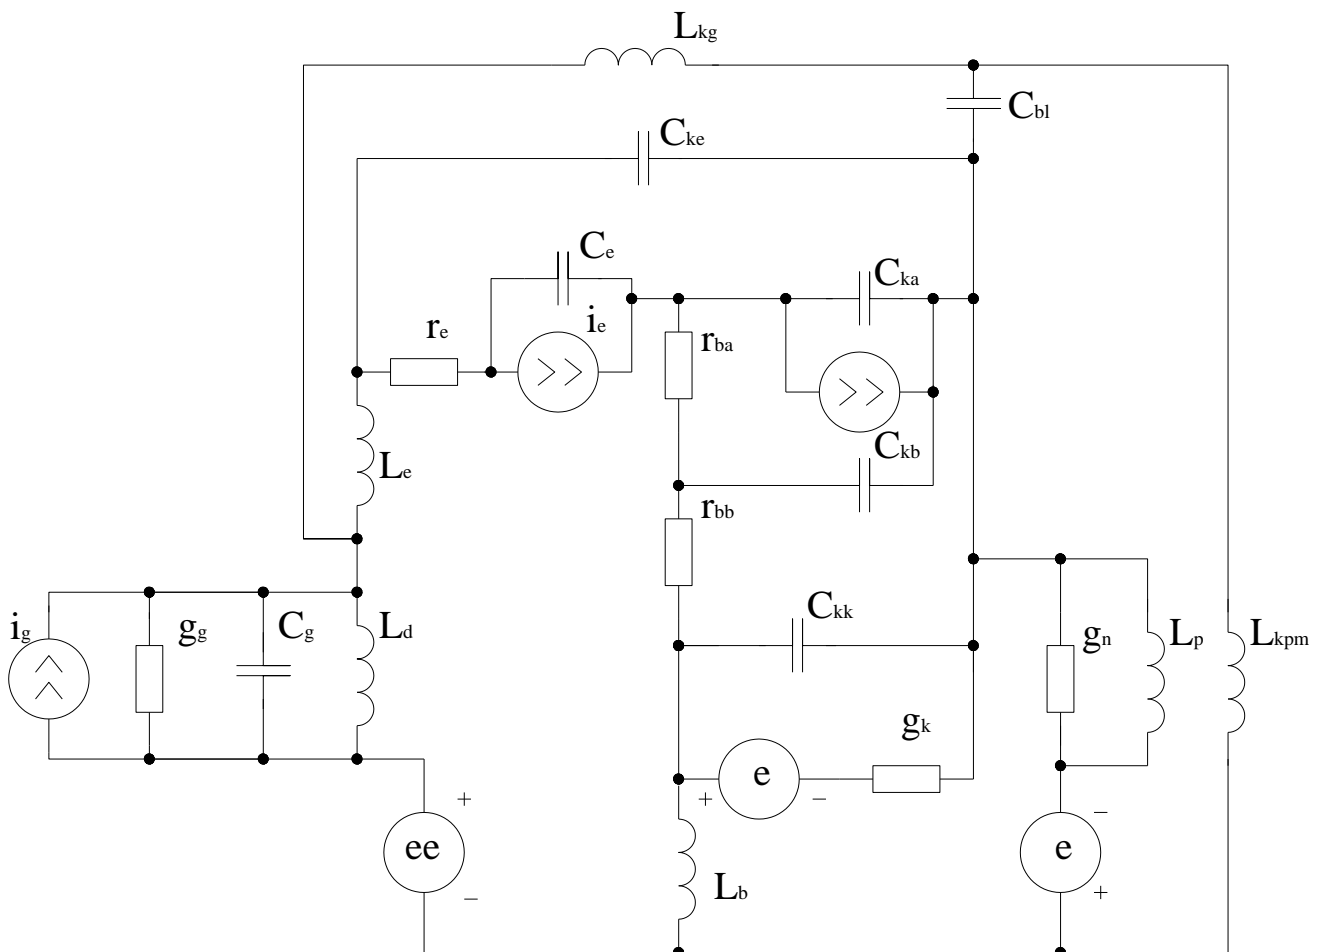 Lkg
Cbl
Cke
Ce
Cka
re
ie
rba
Ckb
Le
rbb
ig
gg
Cg
Ld
Ckk
gn
Lp
Lkpm
gk
e
+ −
+
ee
−
−
e
+
Lb